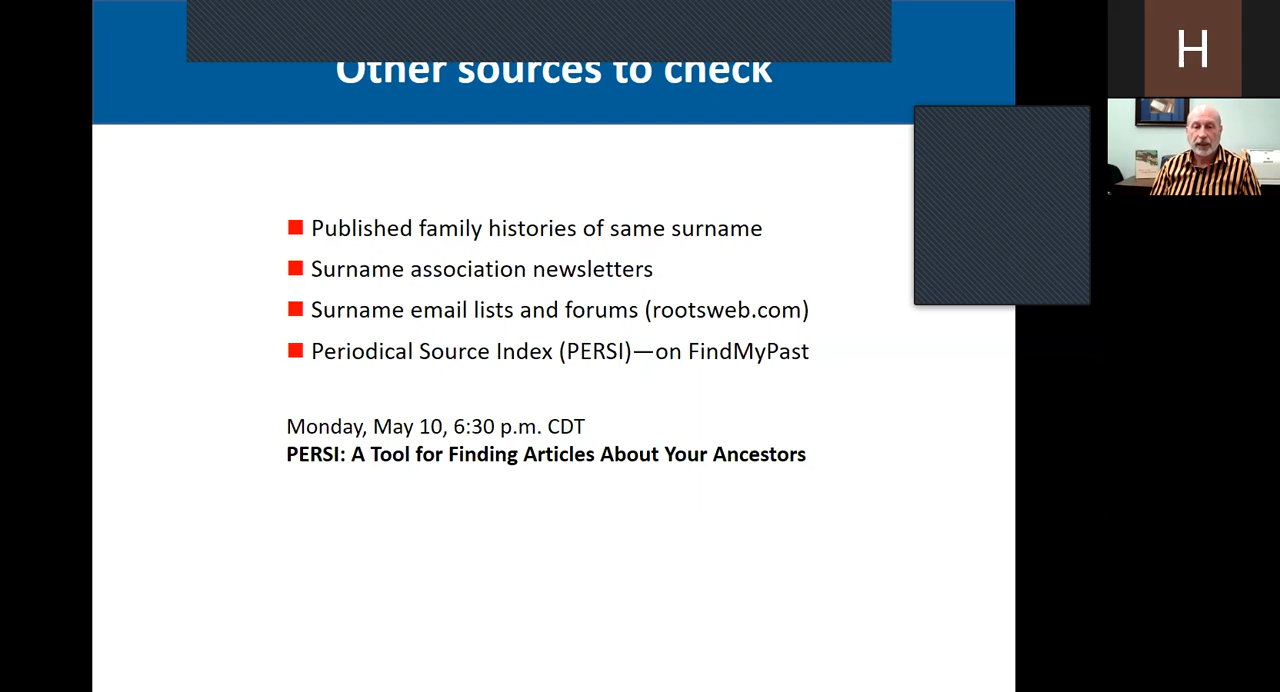 Other sources to check
H
Published family histories of same surname
Surname association newsletters
Surname email lists and forums (rootsweb.com)
Periodical Source Index (PERSI)—on FindMyPast
Monday, May 10, 6:30 p.m. CDT
PERSI: A Tool for Finding Articles About Your Ancestors